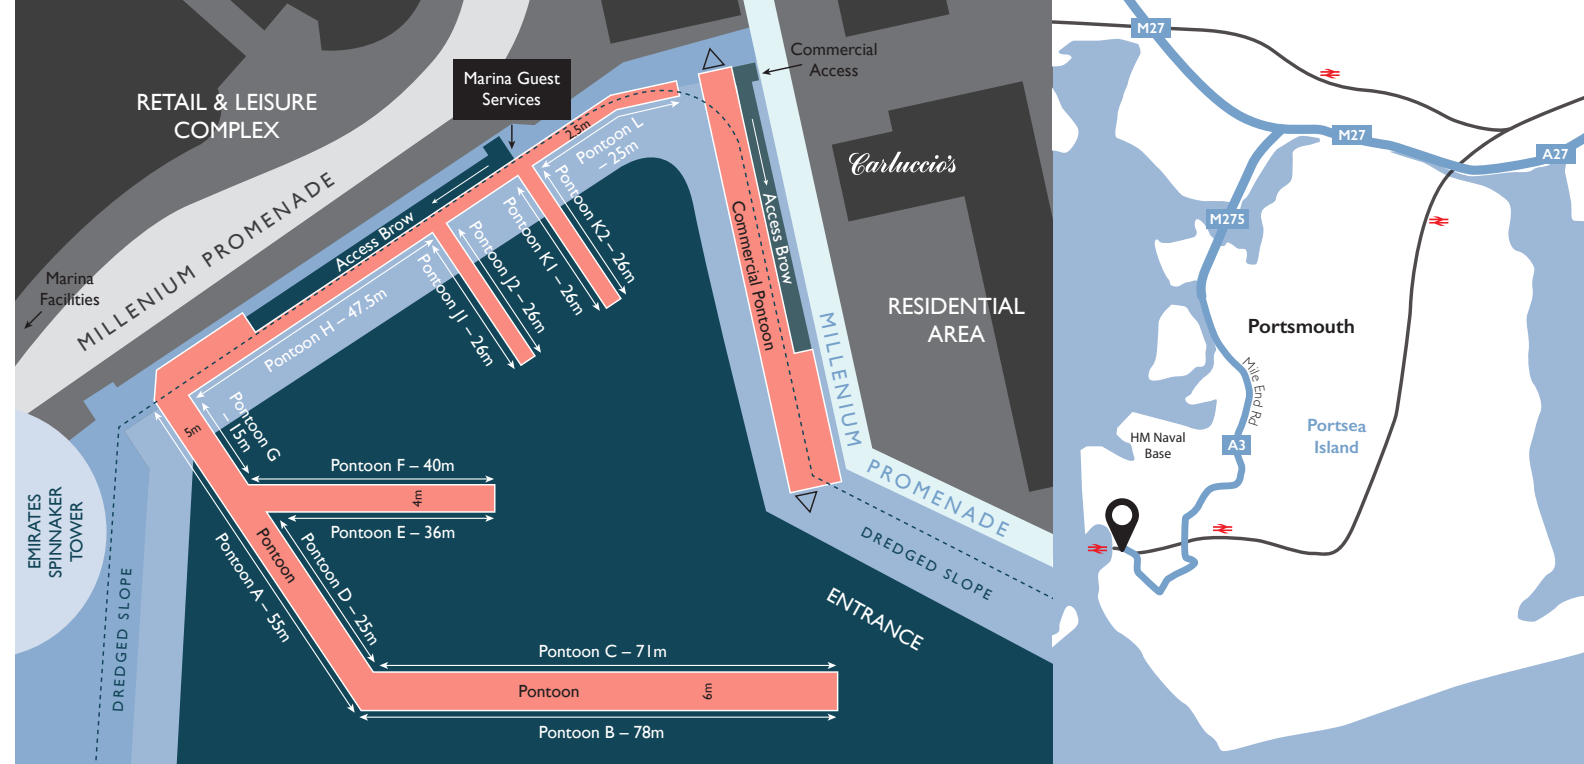 RETAIL & LEISURE
COMPLEX
Marina Guest
Services
Commercial
Access
MILLENIUM PROMENADE
Marina
Facilities
Access Brow
2.5m
Pontoon L
– 25m
Pontoon K2 – 26m
Pontoon K1 – 26m
Pontoon J2 – 26m
Pontoon J1 – 26m
Pontoon H – 47.5m
Pontoon G
– 15m
5m
Pontoon F – 40m
4m
Pontoon E – 36m
Pontoon
Pontoon D – 25m
Pontoon A – 55m
Pontoon C – 71m
Pontoon
6m
Pontoon B – 78m
Commercial Pontoon
Access Brow
Carluccio's
RESIDENTIAL
AREA
MILLENIUM
PROMENADE
DREDGED SLOPE
ENTRANCE
EMIRATES
SPINNAKER
TOWER
DREDGED SLOPE
M27
M27
A27
M275
Portsmouth
Mile End Rd
Portsea
Island
HM Naval
Base
A3